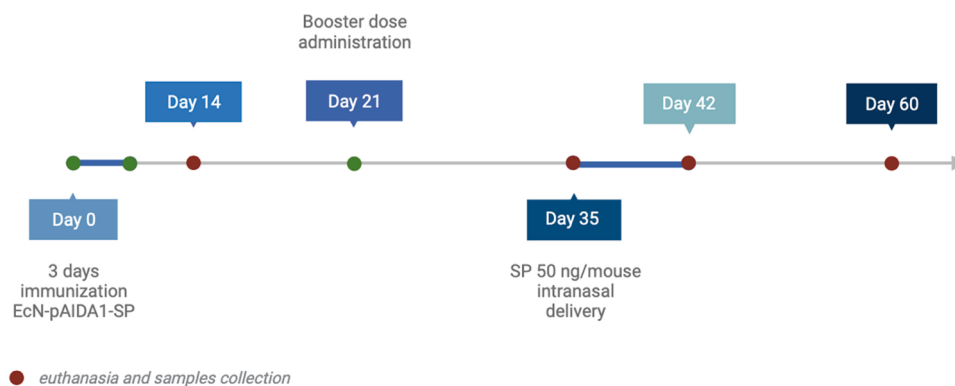 Booster dose
administration
Day 14
Day 21
Day 42
Day 60
Day 0
Day 35
3 days
immunization
EcN-pAIDA1-SP
SP 50 ng/mouse
intranasal
delivery
euthanasia and samples collection